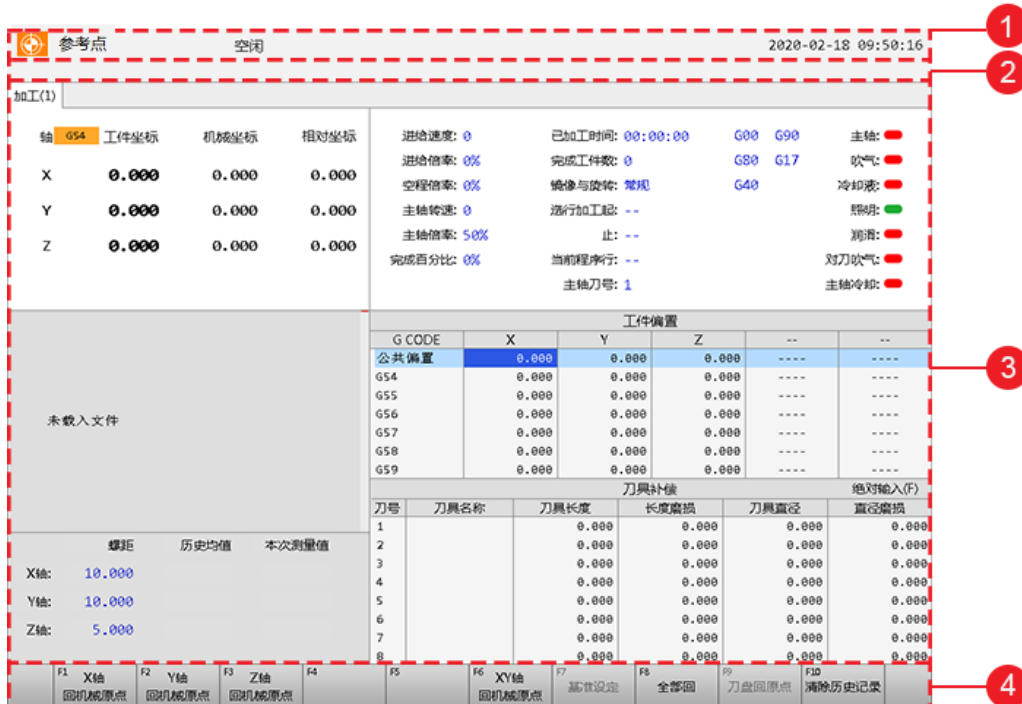 参考点 空闲 2020-02-18 09:50:16 1
2
加工(1)
轴 G54 工件坐标 机械坐标 相对坐标
X 0.000 0.000 0.000
Y 0.000 0.000 0.000
Z 0.000 0.000 0.000
进给速度: 0 已加工时间: 00:00:00 G00 G90 主轴:
进给倍率: 0% 完成工件数: 0 G80 G17 吹气:
空程倍率: 0% 镜像与旋转: 常规 G40 冷却液:
主轴转速: 0 选行加工起: -- 照明:
主轴倍率: 50% 止: -- 润滑:
完成百分比: 0% 当前程序行: -- 对刀吹气:
主轴刀号: 1 主轴冷却:
未载入文件
工件偏置
G CODE X Y Z -- --
公共偏置 0.000 0.000 0.000 ---- ----
G54 0.000 0.000 0.000 ---- ----
G55 0.000 0.000 0.000 ---- ----
G56 0.000 0.000 0.000 ---- ----
G57 0.000 0.000 0.000 ---- ----
G58 0.000 0.000 0.000 ---- ----
G59 0.000 0.000 0.000 ---- ----
3
刀具补偿 绝对输入(F)
刀号 刀具名称 刀具长度 长度磨损 刀具直径 直径磨损
1 0.000 0.000 0.000 0.000
2 0.000 0.000 0.000 0.000
3 0.000 0.000 0.000 0.000
4 0.000 0.000 0.000 0.000
5 0.000 0.000 0.000 0.000
6 0.000 0.000 0.000 0.000
7 0.000 0.000 0.000 0.000
8 0.000 0.000 0.000 0.000
螺距 历史均值 本次测量值
X轴: 10.000
Y轴: 10.000
Z轴: 5.000
F1 X轴 回机械原点
F2 Y轴 回机械原点
F3 Z轴 回机械原点
F4
F5
F6 XY轴 回机械原点
F7 基准设定
F8 全部回
F9 刀盘回原点
F10 清除历史记录
4